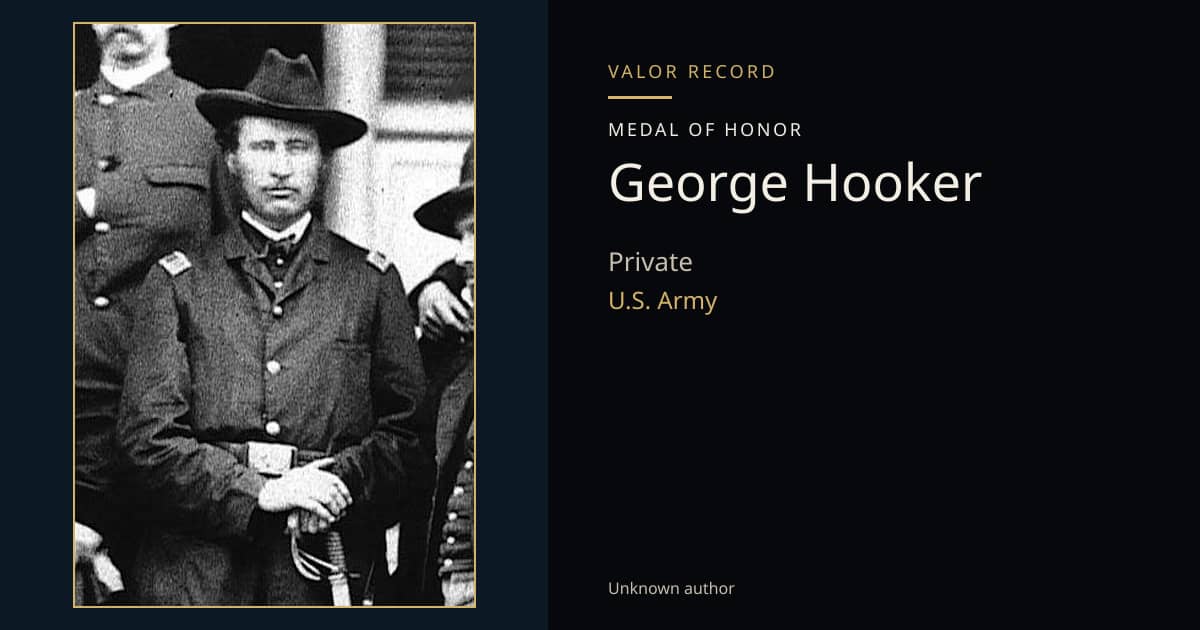 VALOR RECORD
MEDAL OF HONOR
George Hooker
Private
U.S. Army
Unknown author